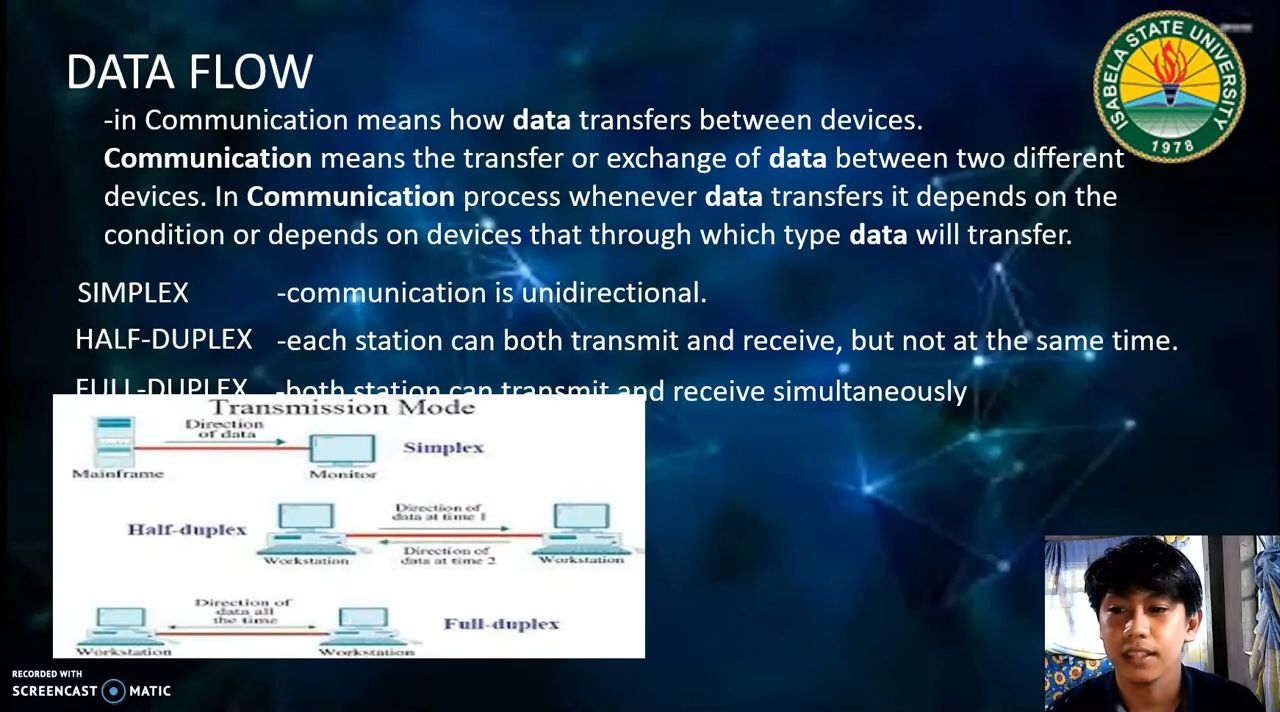 DATA FLOW
-in Communication means how data transfers between devices.
Communication means the transfer or exchange of data between two different
devices. In Communication process whenever data transfers it depends on the
condition or depends on devices that through which type data will transfer.
SIMPLEX -communication is unidirectional.
HALF-DUPLEX -each station can both transmit and receive, but not at the same time.
FULL-DUPLEX -both station can transmit and receive simultaneously
Transmission Mode
Direction
of data
Simplex
Mainframe
Monitor
Direction of
data at time 1
Half-duplex
Direction of
data at time 2
Workstation
Workstation
Direction of
data all
the time
Full-duplex
Workstation
Workstation
ISABELA STATE UNIVERSITY
1978
RECORDED WITH
SCREENCAST MATIC